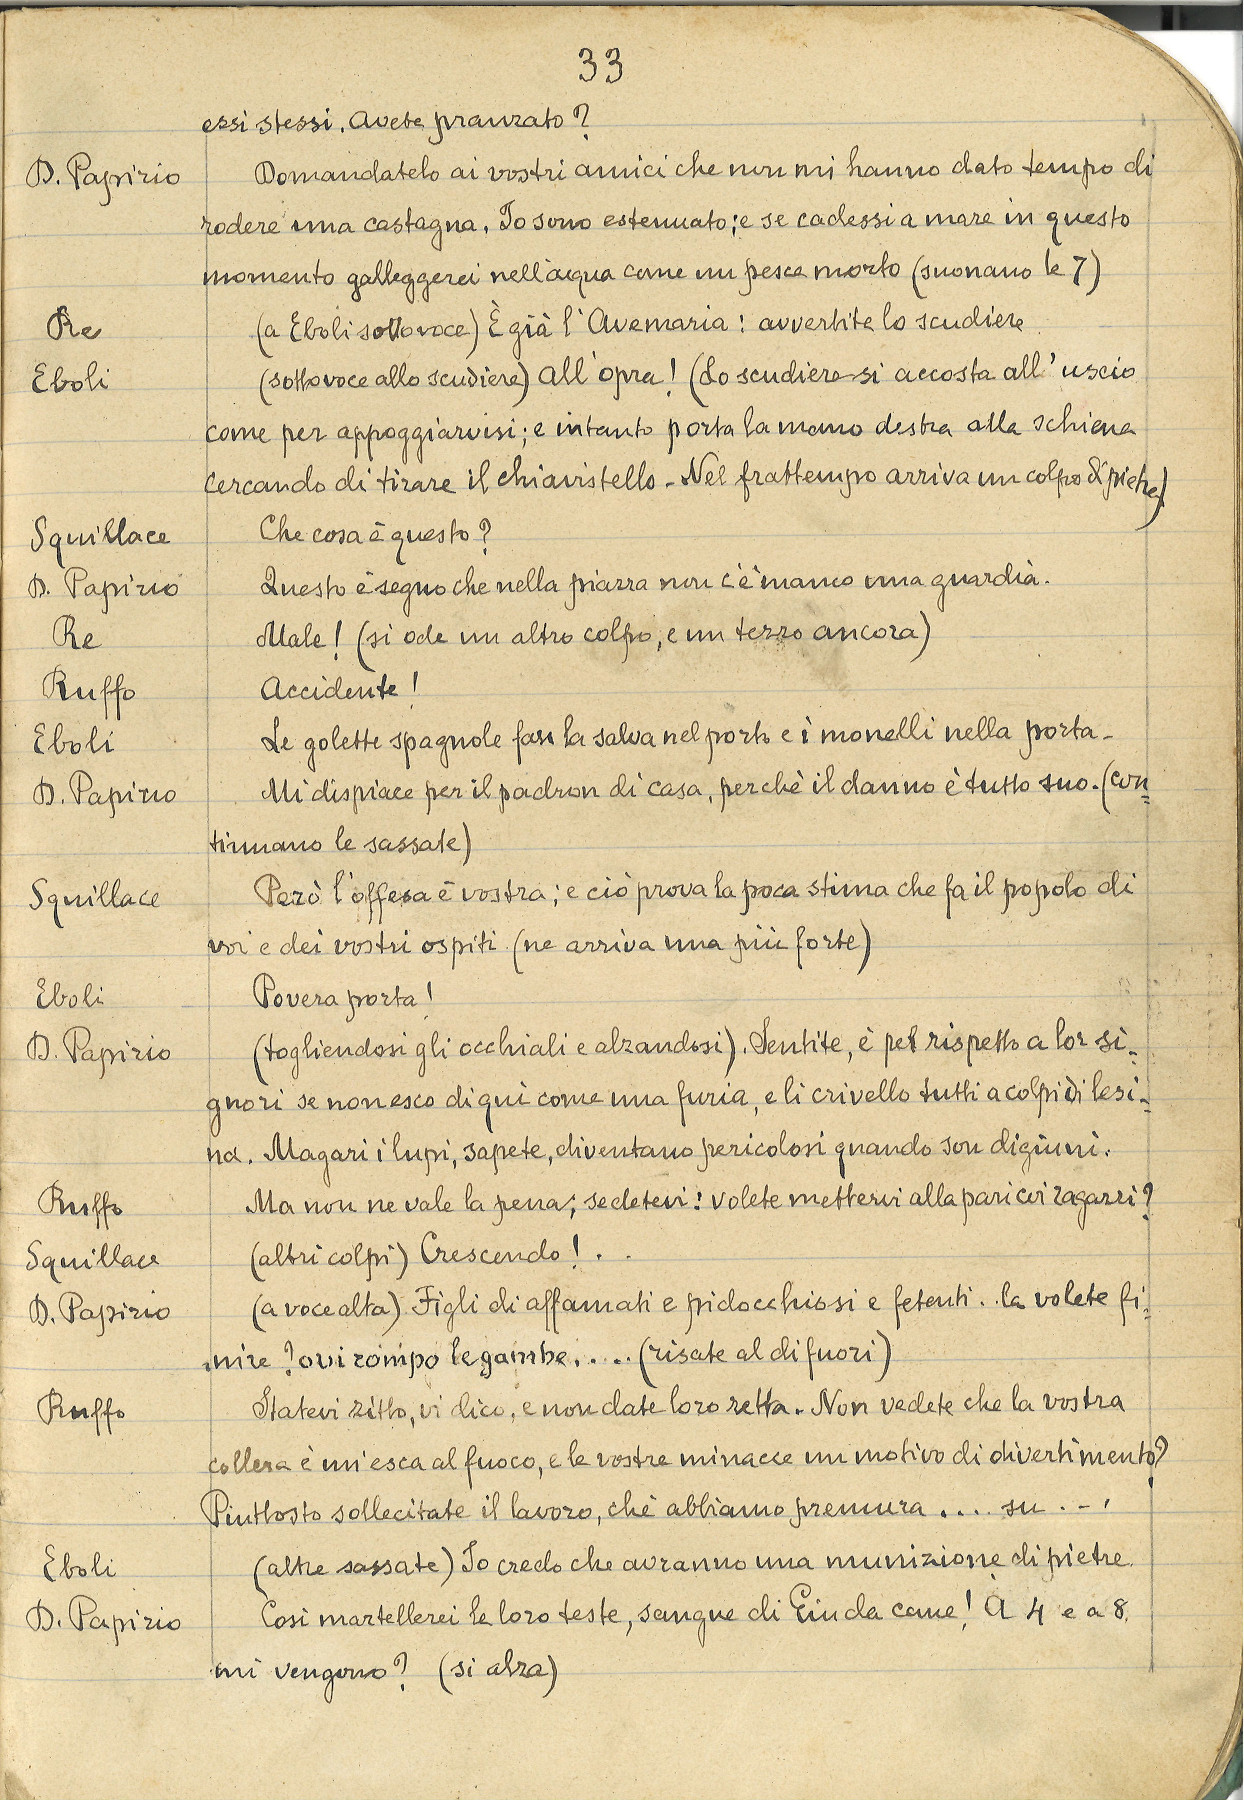 33
essi stessi. Avete pranzato?
D. Papirio Domandatelo ai vostri amici che non mi hanno dato tempo di
rodere una castagna. Io sono estenuato; e se cadessi a mare in questo
momento galleggerei nell'acqua come un pesce morto (suonano le 7)
Re (a Eboli sottovoce) È già l'Avemaria: avvertite lo scudiere
Eboli (sottovoce allo scudiere) All'opra! (Lo scudiere si accosta all'uscio
come per appoggiarvisi; e intanto porta la mano destra alla schiena
cercando di tirare il chiavistello - Nel frattempo arriva un colpo di pietre)
Squillace Che cosa è questo?
D. Papirio Questo è segno che nella piazza non c'è manco una guardia.
Re Male! (si ode un altro colpo, e un terzo ancora)
Ruffo Accidente!
Eboli Le golette spagnole fan la salva nel porto e i monelli nella porta -
D. Papirio Mi dispiace per il padron di casa, perchè il danno è tutto suo. (con=
tinuano le sassate)
Squillace Però l'offesa è vostra; e ciò prova la poca stima che fa il popolo di
voi e dei vostri ospiti (ne arriva una più forte)
Eboli Povera porta!
D. Papirio (togliendosi gli occhiali e alzandosi). Sentite, è pel rispetto a lor si=
gnori se non esco di qui come una furia, e li crivello tutti a colpi di lesi=
na. Magari i lupi, sapete, diventano pericolosi quando son digiuni.
Ruffo Ma non ne vale la pena; sedetevi: volete mettervi alla pari coi ragazzi?
Squillace (altri colpi) Crescendo! . .
D. Papirio (a voce alta) Figli di affamati e pidocchiosi e fetenti.. la volete fi=
nire? o vi rompo le gambe. . . . (risate al di fuori)
Ruffo Statevi zitto, vi dico, e non date loro retta. Non vedete che la vostra
collera è un'esca al fuoco, e le vostre minacce un motivo di divertimento?
Piuttosto sollecitate il lavoro, chè abbiamo premura .... su . - .
Eboli (altre sassate) Io credo che avranno una munizione di pietre.
D. Papirio Così martellerei le loro teste, sangue di Giuda cane! A 4 e a 8
mi vengono? (si alza)